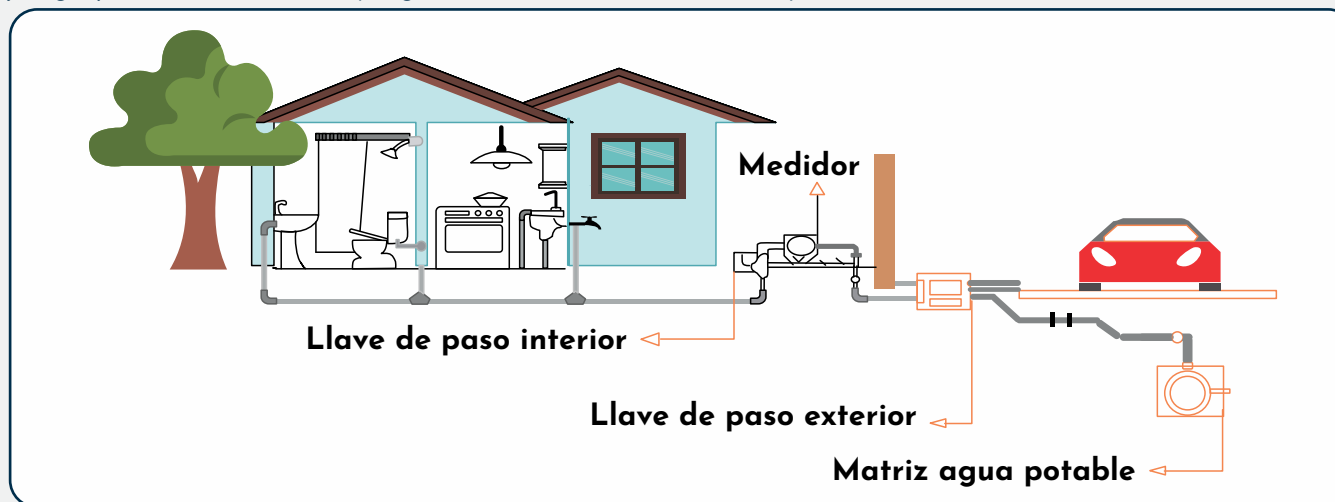 Medidor
Llave de paso interior
Llave de paso exterior
Matriz agua potable